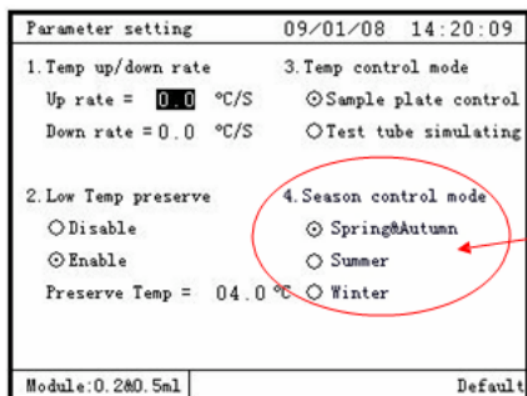 Parameter setting 09/01/08 14:20:09
1.Temp up/down rate
Up rate = 0.0 °C/S
Down rate = 0.0 °C/S
3.Temp control mode
Sample plate control
Test tube simulating
2.Low Temp preserve
Disable
Enable
Preserve Temp = 04.0 °C
4.Season control mode
Spring&Autumn
Summer
Winter
Module:0.2&0.5ml Default